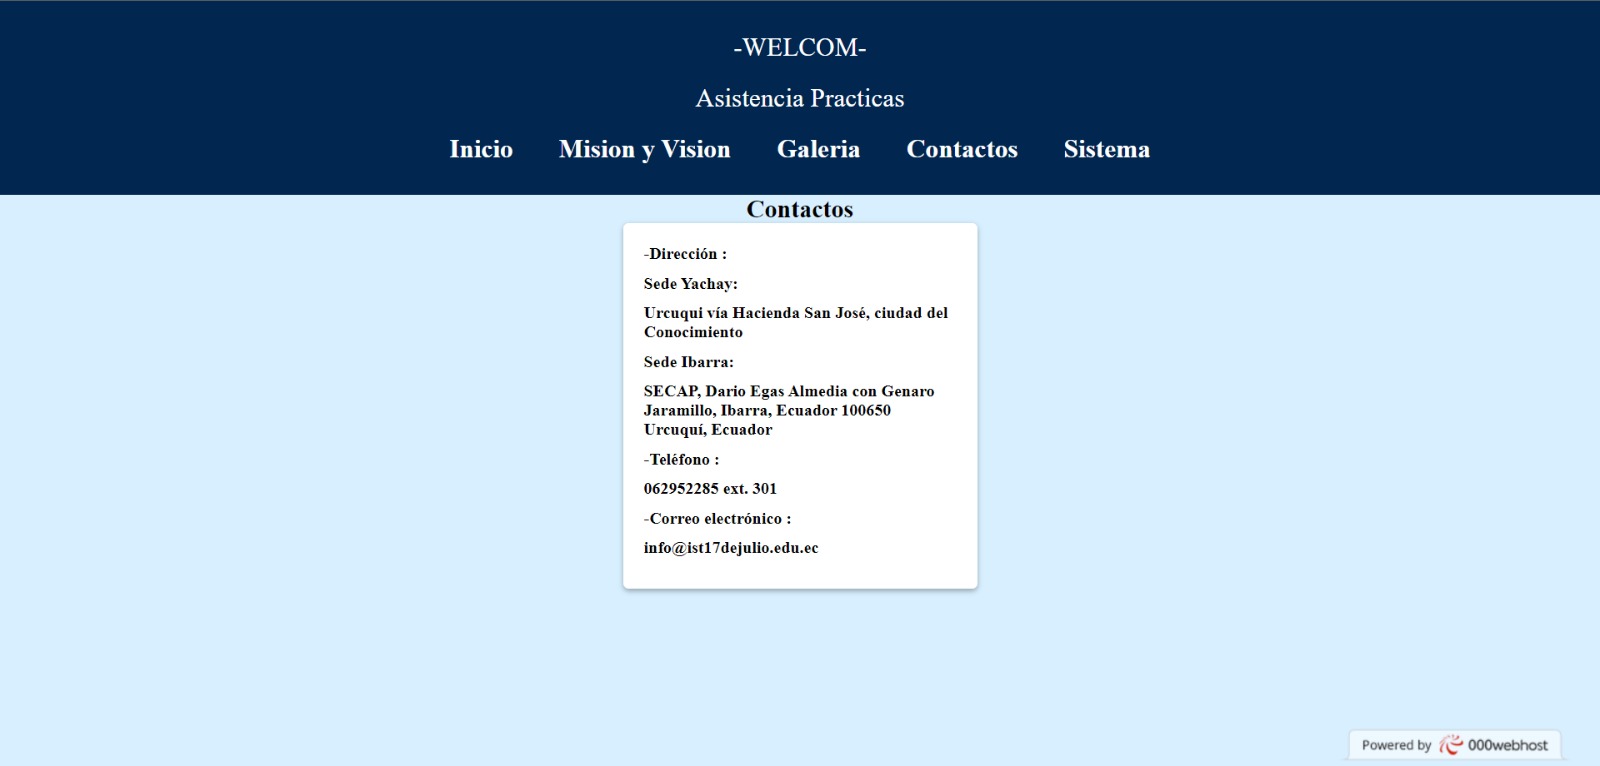 -WELCOM-
Asistencia Practicas
Inicio Mision y Vision Galeria Contactos Sistema
Contactos
-Dirección :
Sede Yachay:
Urcuqui vía Hacienda San José, ciudad del
Conocimiento
Sede Ibarra:
SECAP, Dario Egas Almedia con Genaro
Jaramillo, Ibarra, Ecuador 100650
Urcuquí, Ecuador
-Teléfono :
062952285 ext. 301
-Correo electrónico :
info@ist17dejulio.edu.ec
Powered by 000webhost